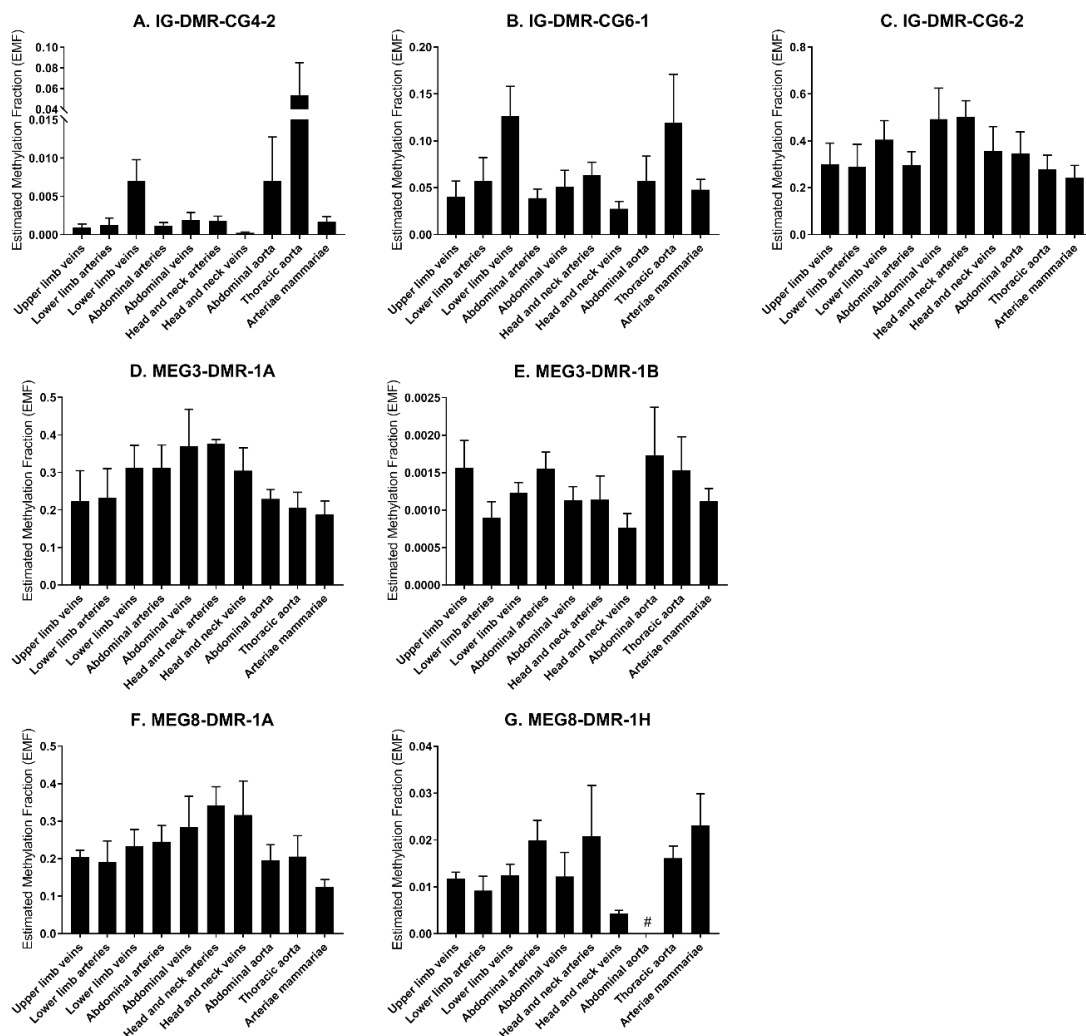 A. IG-DMR-CG4-2
Estimated Methylation Fraction (EMF)
0.10
0.08
0.06
0.04
0.015
0.010
0.005
0.000
Upper limb veins
Lower limb arteries
Lower limb veins
Abdominal arteries
Abdominal veins
Head and neck arteries
Head and neck veins
Abdominal aorta
Thoracic aorta
Arteriae mammariae
B. IG-DMR-CG6-1
Estimated Methylation Fraction (EMF)
0.20
0.15
0.10
0.05
0.00
Upper limb veins
Lower limb arteries
Lower limb veins
Abdominal arteries
Abdominal veins
Head and neck arteries
Head and neck veins
Abdominal aorta
Thoracic aorta
Arteriae mammariae
C. IG-DMR-CG6-2
Estimated Methylation Fraction (EMF)
0.8
0.6
0.4
0.2
0.0
Upper limb veins
Lower limb arteries
Lower limb veins
Abdominal arteries
Abdominal veins
Head and neck arteries
Head and neck veins
Abdominal aorta
Thoracic aorta
Arteriae mammariae
D. MEG3-DMR-1A
Estimated Methylation Fraction (EMF)
0.5
0.4
0.3
0.2
0.1
0.0
Upper limb veins
Lower limb arteries
Lower limb veins
Abdominal arteries
Abdominal veins
Head and neck arteries
Head and neck veins
Abdominal aorta
Thoracic aorta
Arteriae mammariae
E. MEG3-DMR-1B
Estimated Methylation Fraction (EMF)
0.0025
0.0020
0.0015
0.0010
0.0005
0.0000
Upper limb veins
Lower limb arteries
Lower limb veins
Abdominal arteries
Abdominal veins
Head and neck arteries
Head and neck veins
Abdominal aorta
Thoracic aorta
Arteriae mammariae
F. MEG8-DMR-1A
Estimated Methylation Fraction (EMF)
0.5
0.4
0.3
0.2
0.1
0.0
Upper limb veins
Lower limb arteries
Lower limb veins
Abdominal arteries
Abdominal veins
Head and neck arteries
Head and neck veins
Abdominal aorta
Thoracic aorta
Arteriae mammariae
G. MEG8-DMR-1H
Estimated Methylation Fraction (EMF)
0.04
0.03
0.02
0.01
0.00
#
Upper limb veins
Lower limb arteries
Lower limb veins
Abdominal arteries
Abdominal veins
Head and neck arteries
Head and neck veins
Abdominal aorta
Thoracic aorta
Arteriae mammariae